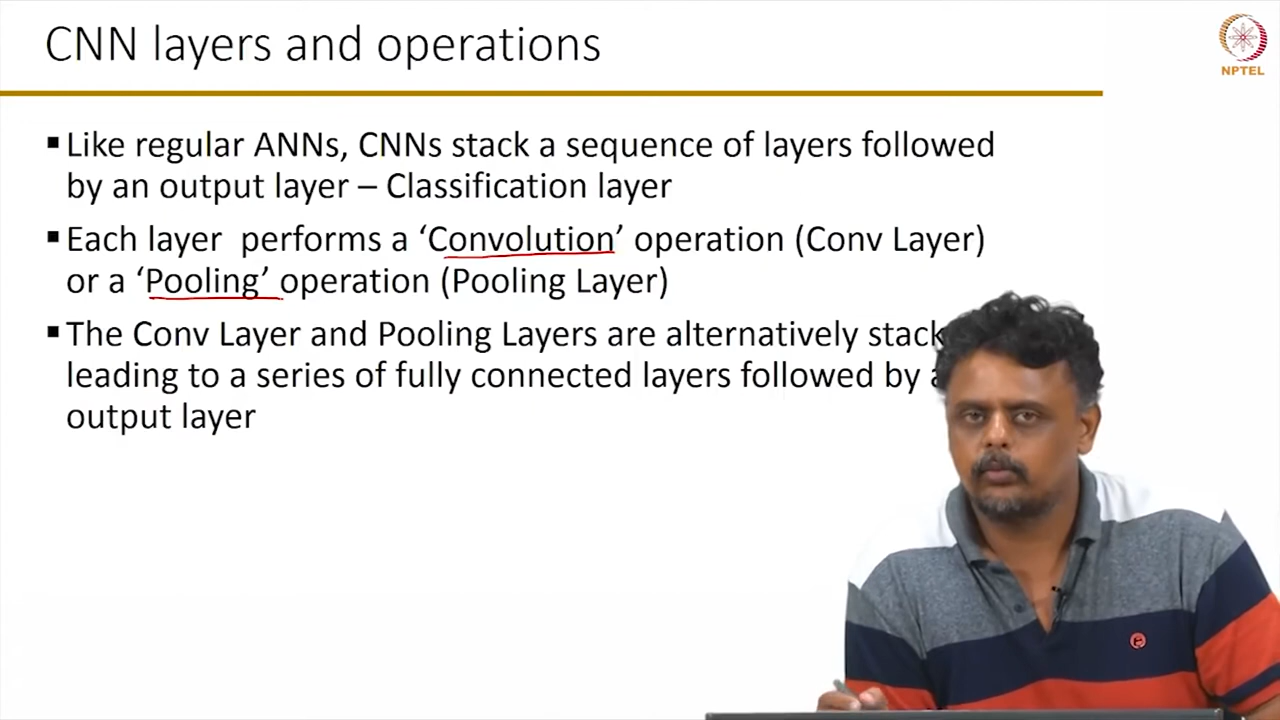 CNN layers and operations
NPTEL
▪ Like regular ANNs, CNNs stack a sequence of layers followed
by an output layer – Classification layer
▪ Each layer  performs a ‘Convolution’ operation (Conv Layer)
or a ‘Pooling’ operation (Pooling Layer)
▪ The Conv Layer and Pooling Layers are alternatively stack
leading to a series of fully connected layers followed by a
output layer